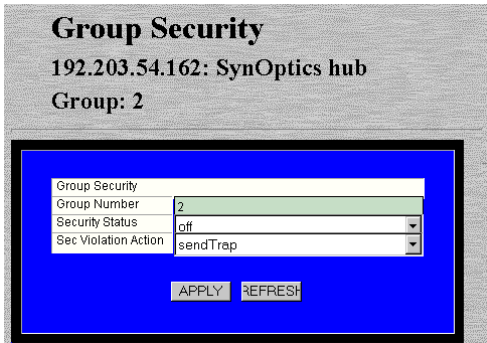 Group Security
192.203.54.162: SynOptics hub
Group: 2
Group Security
Group Number 2
Security Status off
Sec Violation Action sendTrap
APPLY REFRESH